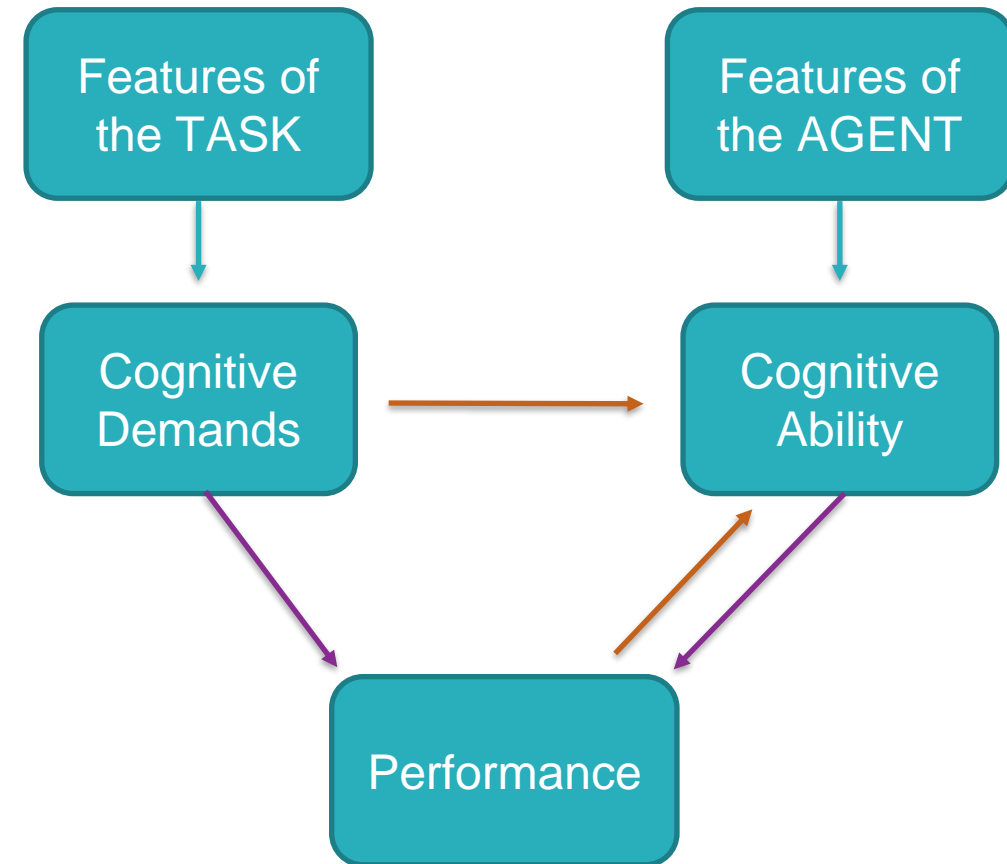 Features of
the TASK
Features of
the AGENT
Cognitive
Demands
Cognitive
Ability
Performance